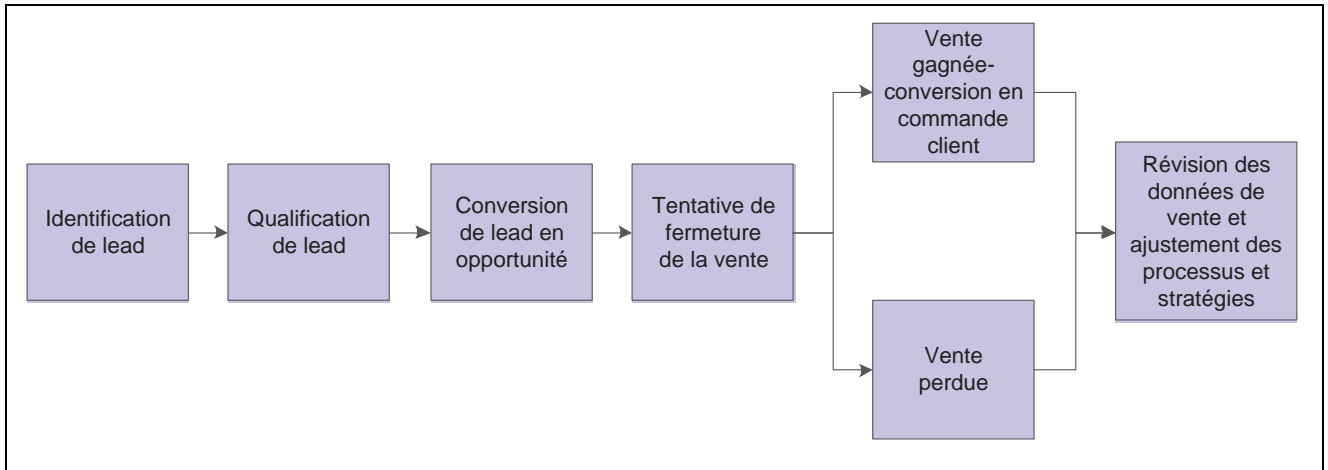 Identification
de lead
Qualification
de lead
Conversion
de lead en
opportunité
Tentative de
fermeture
de la vente
Vente
gagnée-
conversion en
commande
client
Vente
perdue
Révision des
données de
vente et
ajustement des
processus et
stratégies